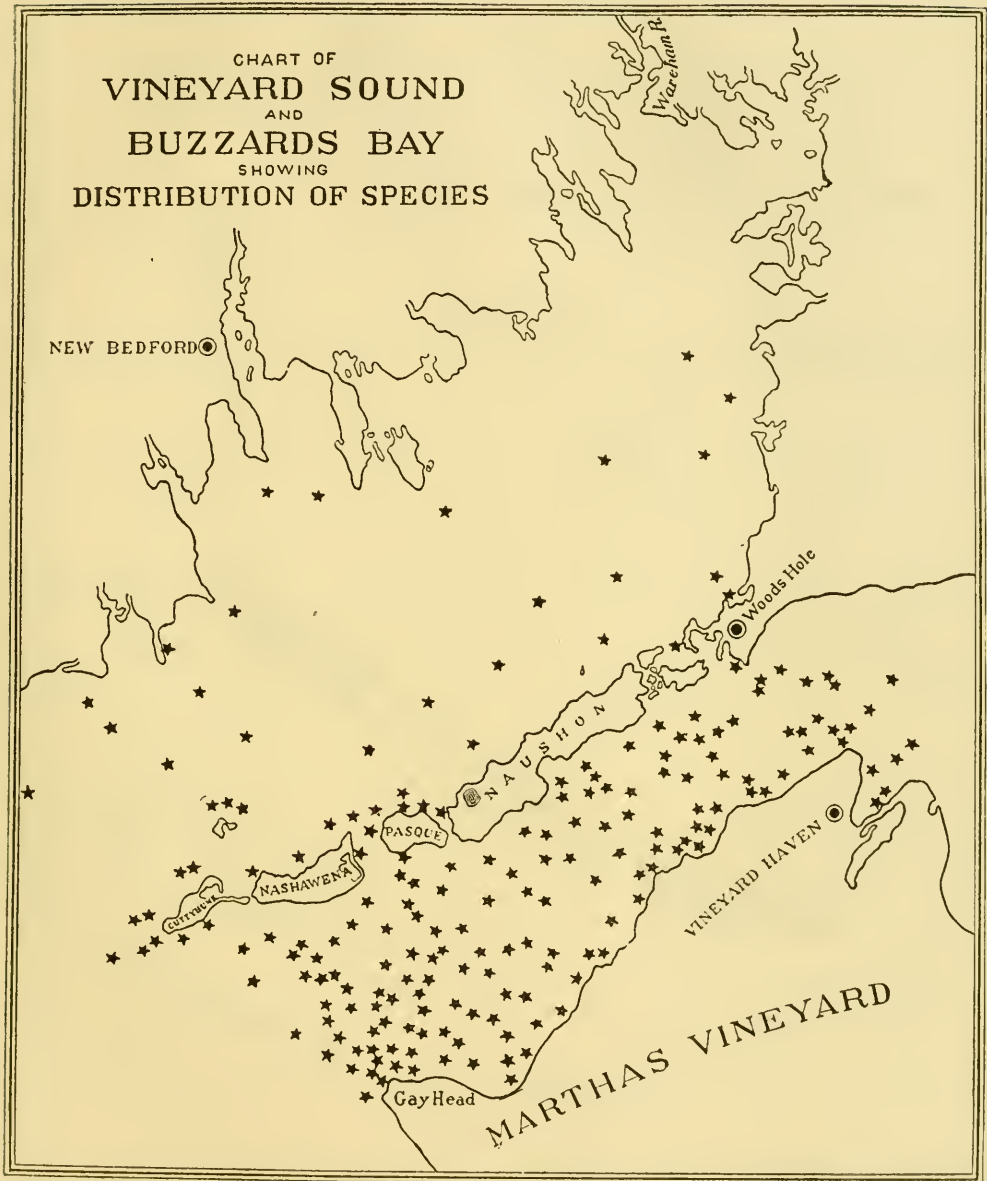 CHART OF
VINEYARD SOUND
AND
BUZZARDS BAY
SHOWING
DISTRIBUTION OF SPECIES
Wareham R.
NEW BEDFORD
Woods Hole
NAUSHON
PASQUE
NASHAWENA
CUTTYHUNK
VINEYARD HAVEN
MARTHAS VINEYARD
Gay Head